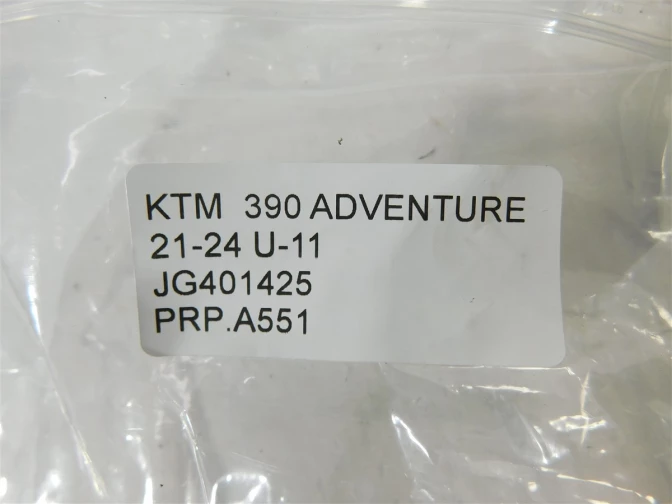 KTM  390 ADVENTURE
21-24 U-11
JG401425
PRP.A551